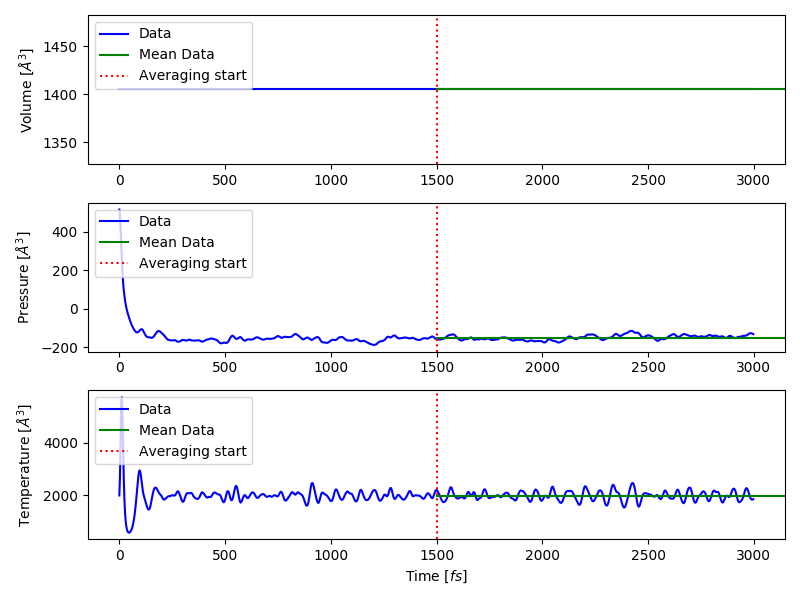 Volume [Å³]
1450
1400
1350
Data
Mean Data
Averaging start
0 500 1000 1500 2000 2500 3000
Pressure [Å³]
400
200
0
−200
Data
Mean Data
Averaging start
0 500 1000 1500 2000 2500 3000
Temperature [Å³]
4000
2000
Data
Mean Data
Averaging start
0 500 1000 1500 2000 2500 3000
Time [fs]